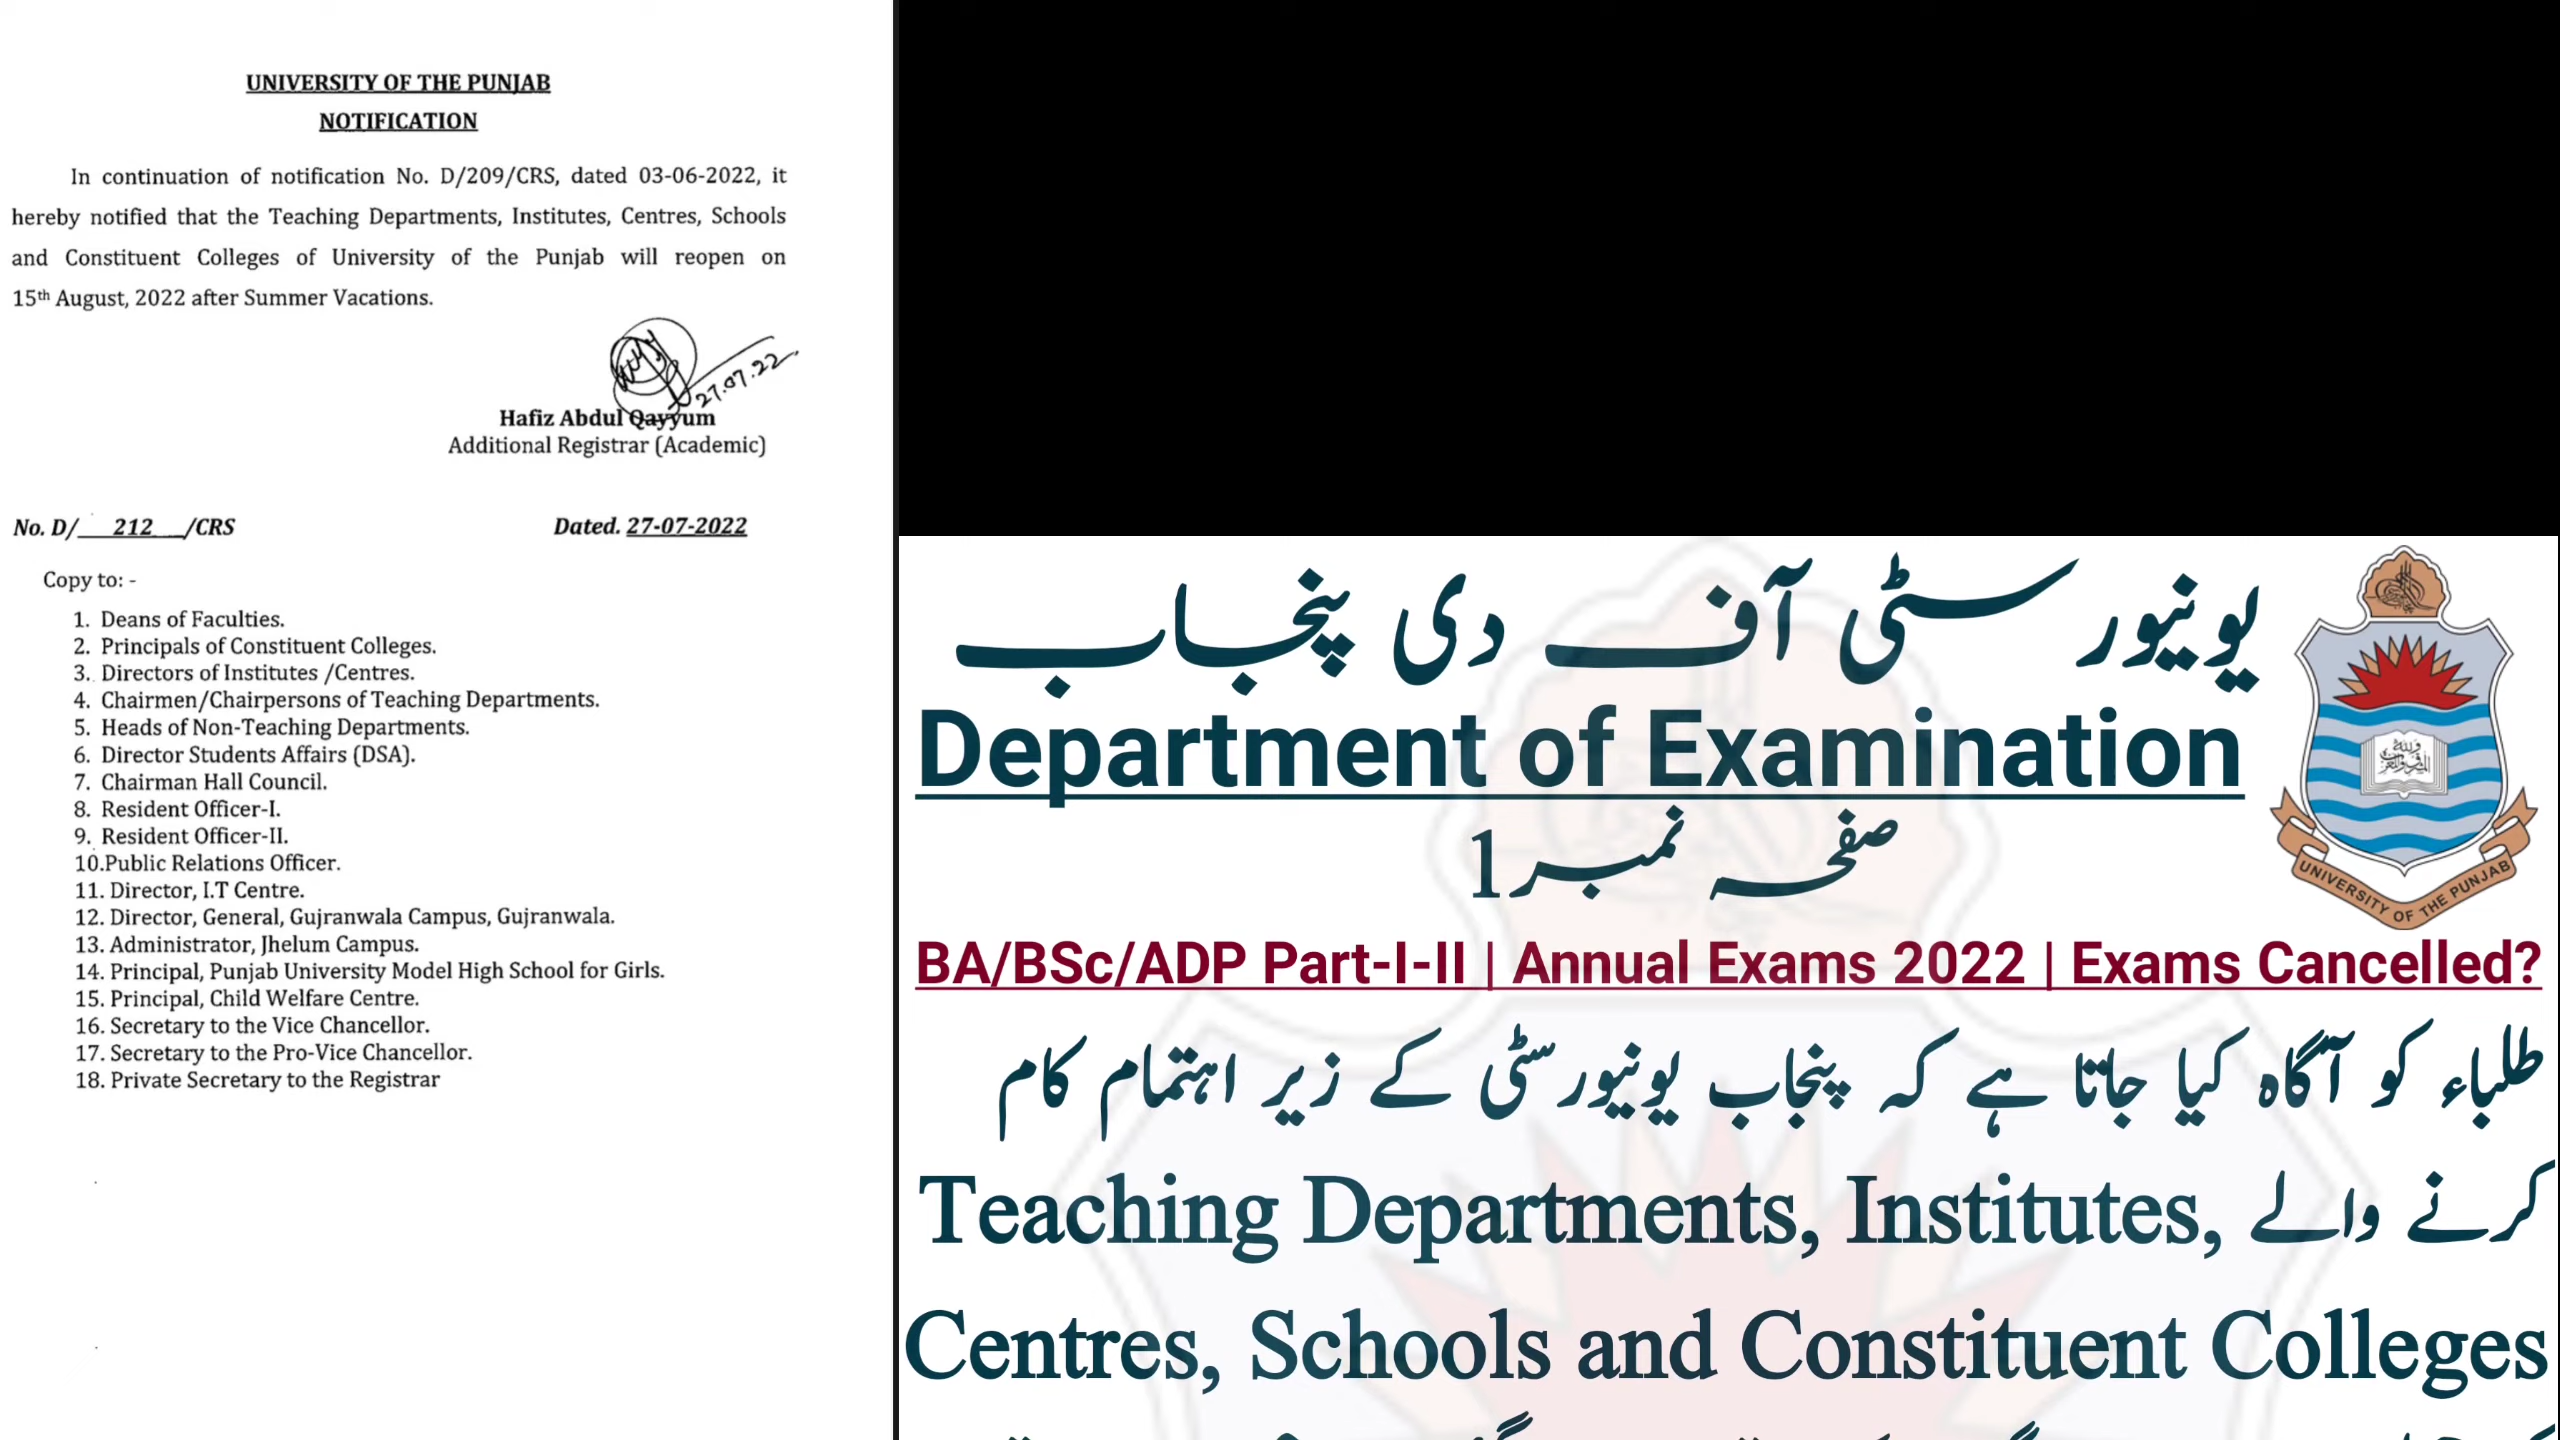 UNIVERSITY OF THE PUNJAB
NOTIFICATION
In continuation of notification No. D/209/CRS, dated 03-06-2022, it
hereby notified that the Teaching Departments, Institutes, Centres, Schools
and Constituent Colleges of University of the Punjab will reopen on
15th August, 2022 after Summer Vacations.
27.07.22
Hafiz Abdul Qayyum
Additional Registrar (Academic)
No. D/ 212 /CRS Dated. 27-07-2022
Copy to: -
1. Deans of Faculties.
2. Principals of Constituent Colleges.
3. Directors of Institutes /Centres.
4. Chairmen/Chairpersons of Teaching Departments.
5. Heads of Non-Teaching Departments.
6. Director Students Affairs (DSA).
7. Chairman Hall Council.
8. Resident Officer-I.
9. Resident Officer-II.
10.Public Relations Officer.
11. Director, I.T Centre.
12. Director, General, Gujranwala Campus, Gujranwala.
13. Administrator, Jhelum Campus.
14. Principal, Punjab University Model High School for Girls.
15. Principal, Child Welfare Centre.
16. Secretary to the Vice Chancellor.
17. Secretary to the Pro-Vice Chancellor.
18. Private Secretary to the Registrar
یونیورسٹی آف دی پنجاب
Department of Examination
صفحہ نمبر 1
UNIVERSITY OF THE PUNJAB
BA/BSc/ADP Part-I-II | Annual Exams 2022 | Exams Cancelled?
طلباء کو آگاہ کیا جاتا ہے کہ پنجاب یونیورسٹی کے زیر اہتمام کام
کرنے والے Teaching Departments, Institutes,
Centres, Schools and Constituent Colleges